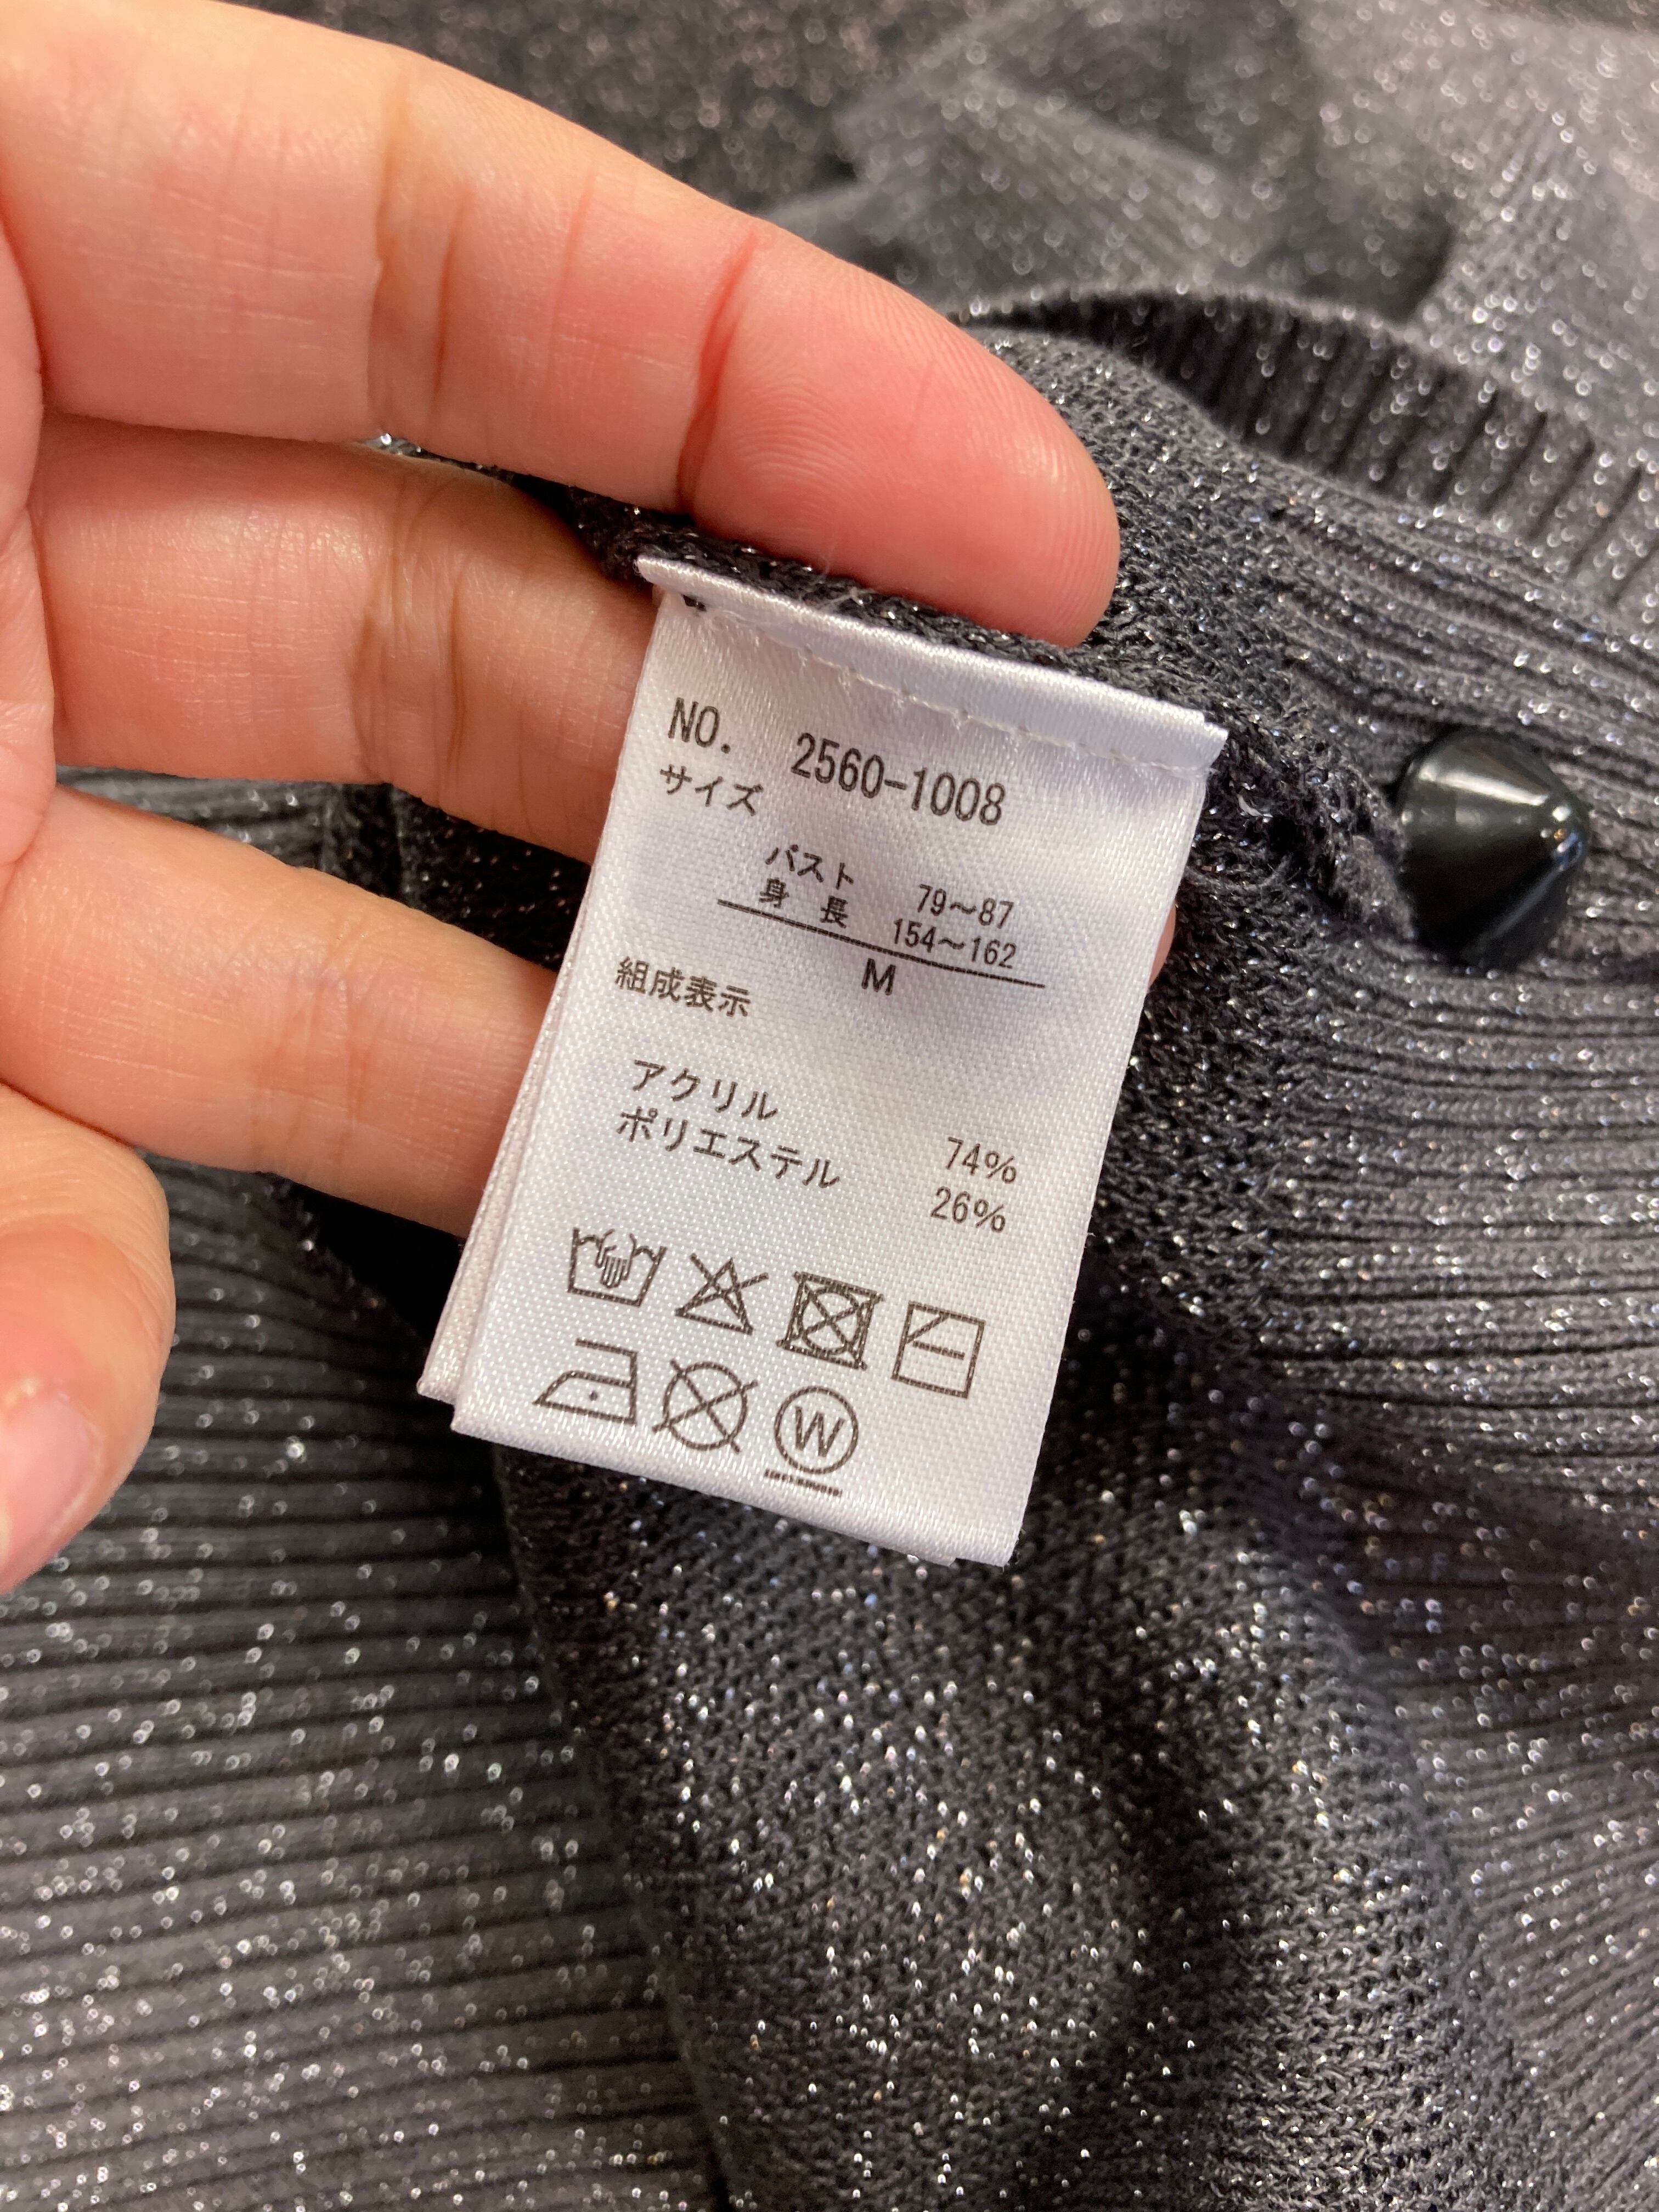 NO. 2560-1008
サイズ
バスト 79～87
身 長 154～162
M
組成表示
アクリル 74%
ポリエステル 26%
W